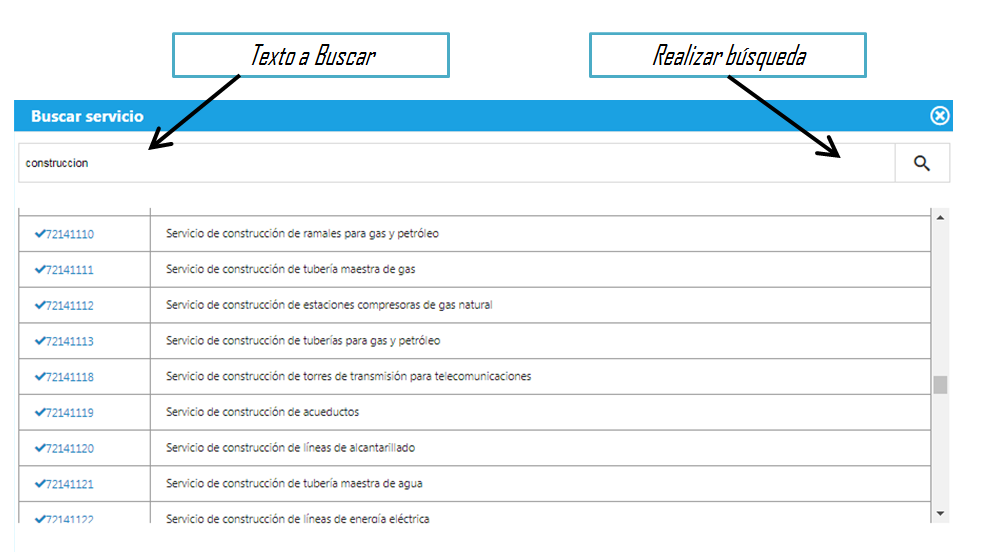 Texto a Buscar
Realizar búsqueda
Buscar servicio
construccion
72141110 Servicio de construcción de ramales para gas y petróleo
72141111 Servicio de construcción de tubería maestra de gas
72141112 Servicio de construcción de estaciones compresoras de gas natural
72141113 Servicio de construcción de tuberías para gas y petróleo
72141118 Servicio de construcción de torres de transmisión para telecomunicaciones
72141119 Servicio de construcción de acueductos
72141120 Servicio de construcción de líneas de alcantarillado
72141121 Servicio de construcción de tubería maestra de agua
72141122 Servicio de construcción de líneas de energía eléctrica